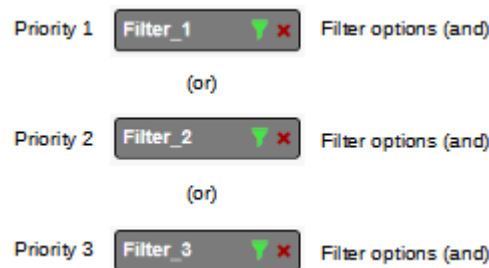 Priority 1 Filter_1 Filter options (and)
(or)
Priority 2 Filter_2 Filter options (and)
(or)
Priority 3 Filter_3 Filter options (and)